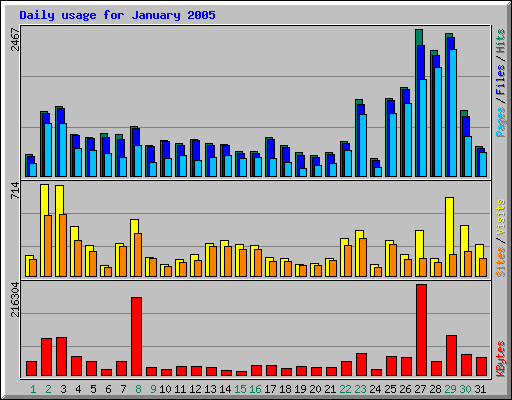 Daily usage for January 2005
2467
Pages / Files / Hits
714
Sites / Visits
216304
KBytes
1 2 3 4 5 6 7 8 9 10 11 12 13 14 15 16 17 18 19 20 21 22 23 24 25 26 27 28 29 30 31